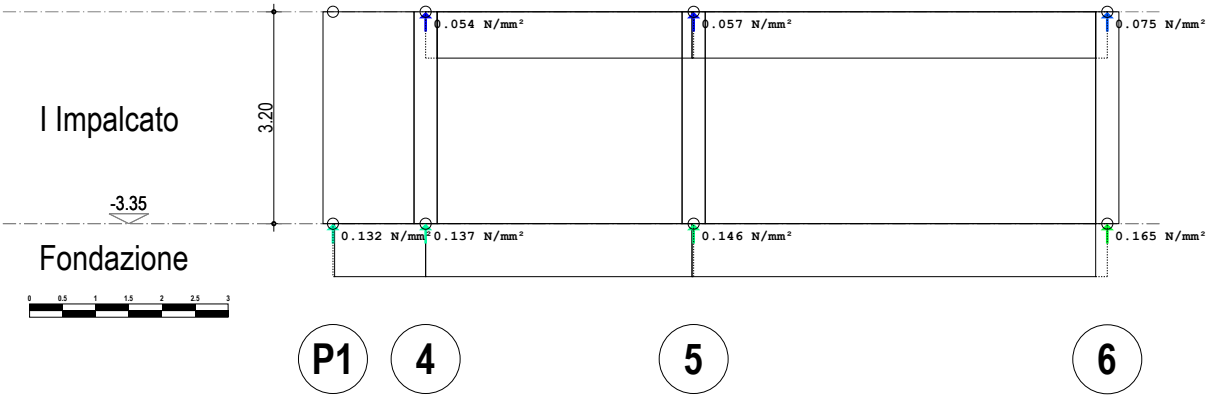 0.054 N/mm² 0.057 N/mm² 0.075 N/mm²
I Impalcato
3.20
-3.35
0.132 N/mm² 0.137 N/mm² 0.146 N/mm² 0.165 N/mm²
Fondazione
0 0.5 1 1.5 2 2.5 3
P1 4 5 6